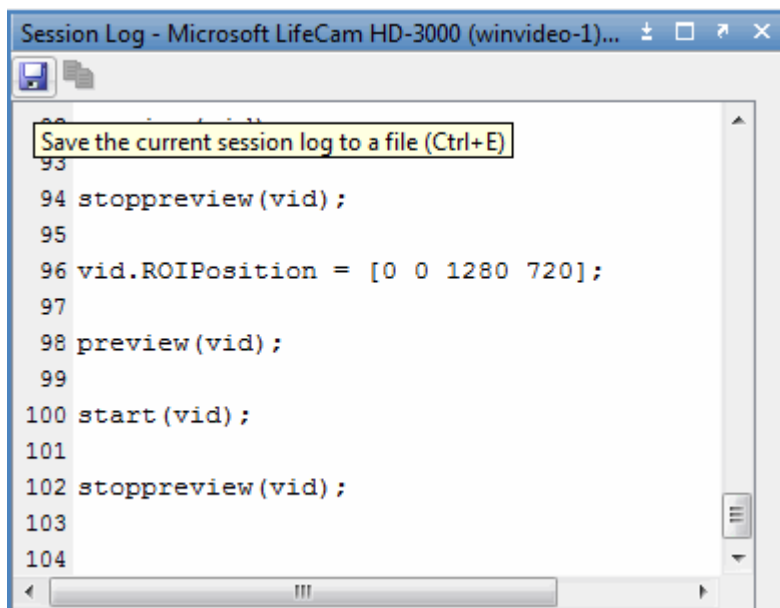 Session Log - Microsoft LifeCam HD-3000 (winvideo-1)...
Save the current session log to a file (Ctrl+E)
93
94 stoppreview(vid);
95
96 vid.ROIPosition = [0 0 1280 720];
97
98 preview(vid);
99
100 start(vid);
101
102 stoppreview(vid);
103
104